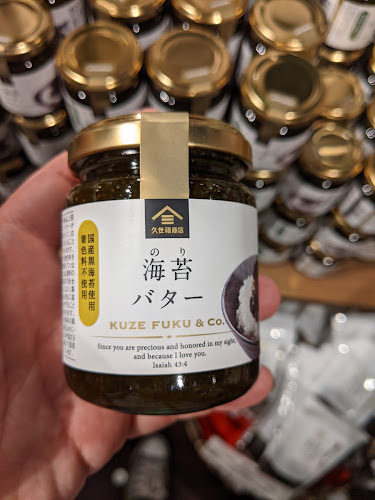 久世福商店
のり
海苔
バター
国産黒海苔使用
着色料不使用
KUZE FUKU & Co.
Since you are precious and honored in my sight,
and because I love you.
Isaiah 43:4